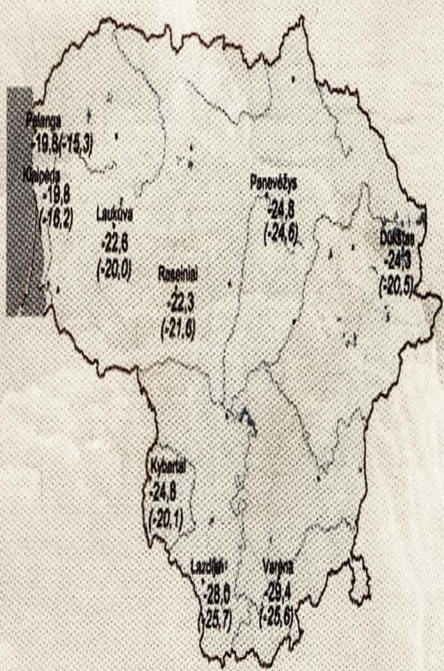 Palanga
-19,8(-15,3)
Klaipėda
-19,8
(-16,2)
Laukuva
-22,6
(-20,0)
Raseiniai
-22,3
(-21,6)
Panevėžys
-24,8
(-24,6)
Dūkštas
-24,3
(-20,5)
Kybartai
-24,8
(-20,1)
Lazdijai
-28,0
(-25,7)
Varėna
-29,4
(-25,6)